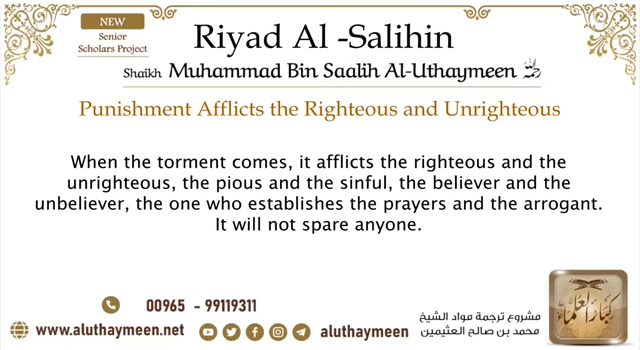 NEW
Senior
Scholars Project
Riyad Al -Salihin
Shaikh Muhammad Bin Saalih Al-Uthaymeen رحمه الله
Punishment Afflicts the Righteous and Unrighteous
When the torment comes, it afflicts the righteous and the
unrighteous, the pious and the sinful, the believer and the
unbeliever, the one who establishes the prayers and the arrogant.
It will not spare anyone.
00965 - 99119311
www.aluthaymeen.net
aluthaymeen
مشروع ترجمة مواد الشيخ
محمد بن صالح العثيمين
كبار العلماء